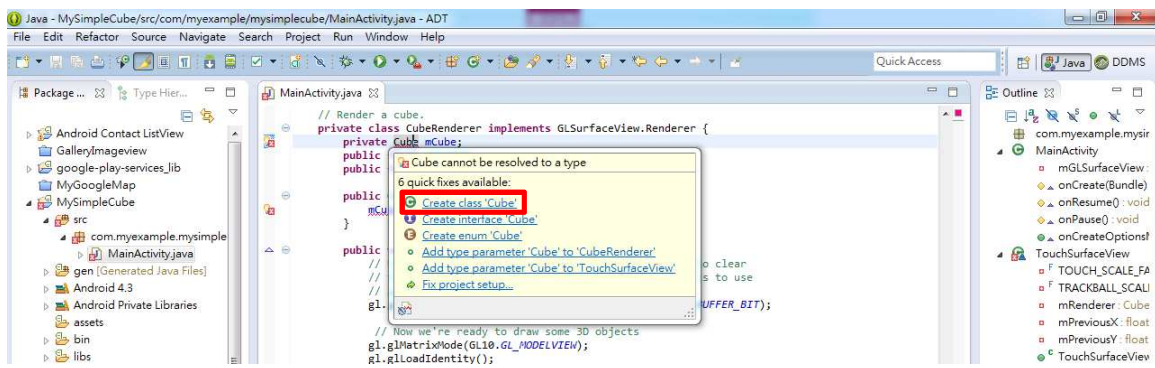 Java - MySimpleCube/src/com/myexample/mysimplecube/MainActivity.java - ADT
File Edit Refactor Source Navigate Search Project Run Window Help
Quick Access
Java
DDMS
Package ...
Type Hier...
Android Contact ListView
GalleryImageview
google-play-services_lib
MyGoogleMap
MySimpleCube
src
com.myexample.mysimple
MainActivity.java
gen [Generated Java Files]
Android 4.3
Android Private Libraries
assets
bin
libs
MainActivity.java
// Render a cube.
private class CubeRenderer implements GLSurfaceView.Renderer {
private Cube mCube;
public
public
public
mCu
}
public
//
o clear
//
s to use
//
gl.
UFFER_BIT);
// Now we're ready to draw some 3D objects
gl.glMatrixMode(GL10.GL_MODELVIEW);
gl.glLoadIdentity();
Cube cannot be resolved to a type
6 quick fixes available:
Create class 'Cube'
Create interface 'Cube'
Create enum 'Cube'
Add type parameter 'Cube' to 'CubeRenderer'
Add type parameter 'Cube' to 'TouchSurfaceView'
Fix project setup...
Outline
com.myexample.mysir
MainActivity
mGLSurfaceView :
onCreate(Bundle)
onResume() : void
onPause() : void
onCreateOptionsM
TouchSurfaceView
TOUCH_SCALE_FA
TRACKBALL_SCALI
mRenderer : Cube
mPreviousX : float
mPreviousY : float
TouchSurfaceView